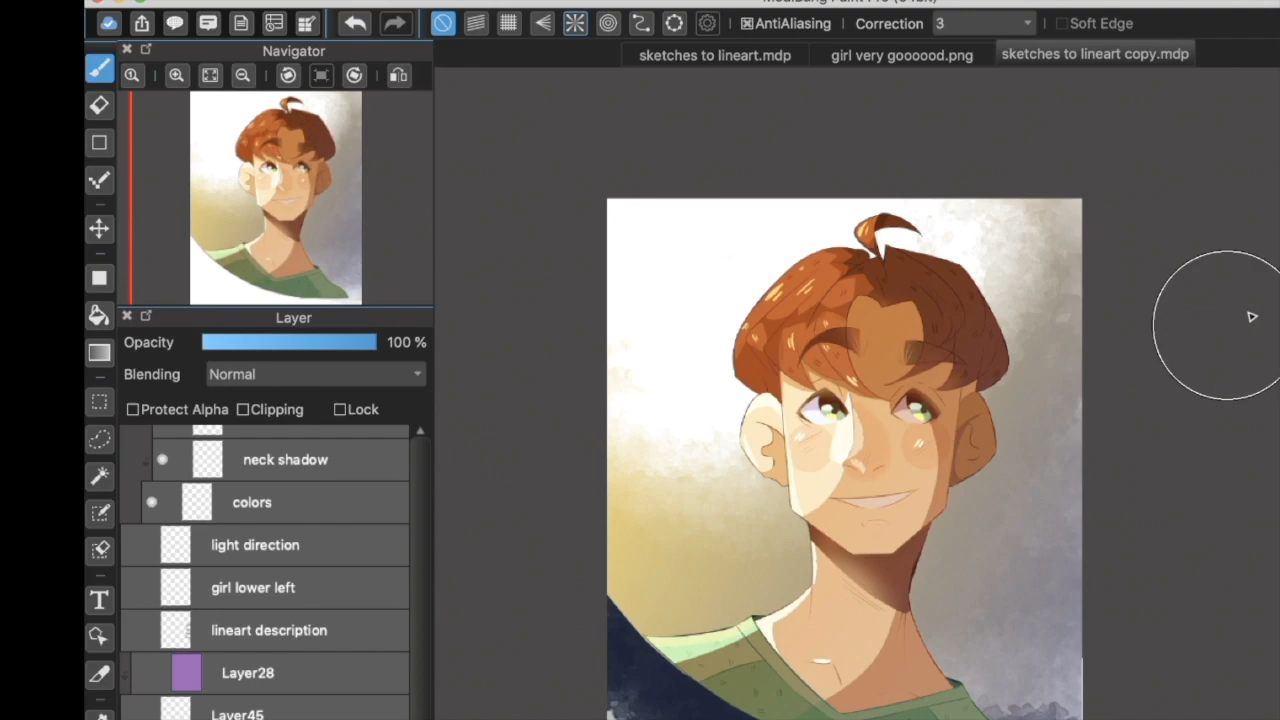 AntiAliasing
Correction 3
Soft Edge
Navigator
sketches to lineart.mdp
girl very goooood.png
sketches to lineart copy.mdp
Layer
Opacity 100 %
Blending Normal
Protect Alpha Clipping Lock
neck shadow
colors
light direction
girl lower left
lineart description
Layer28
Layer45
T